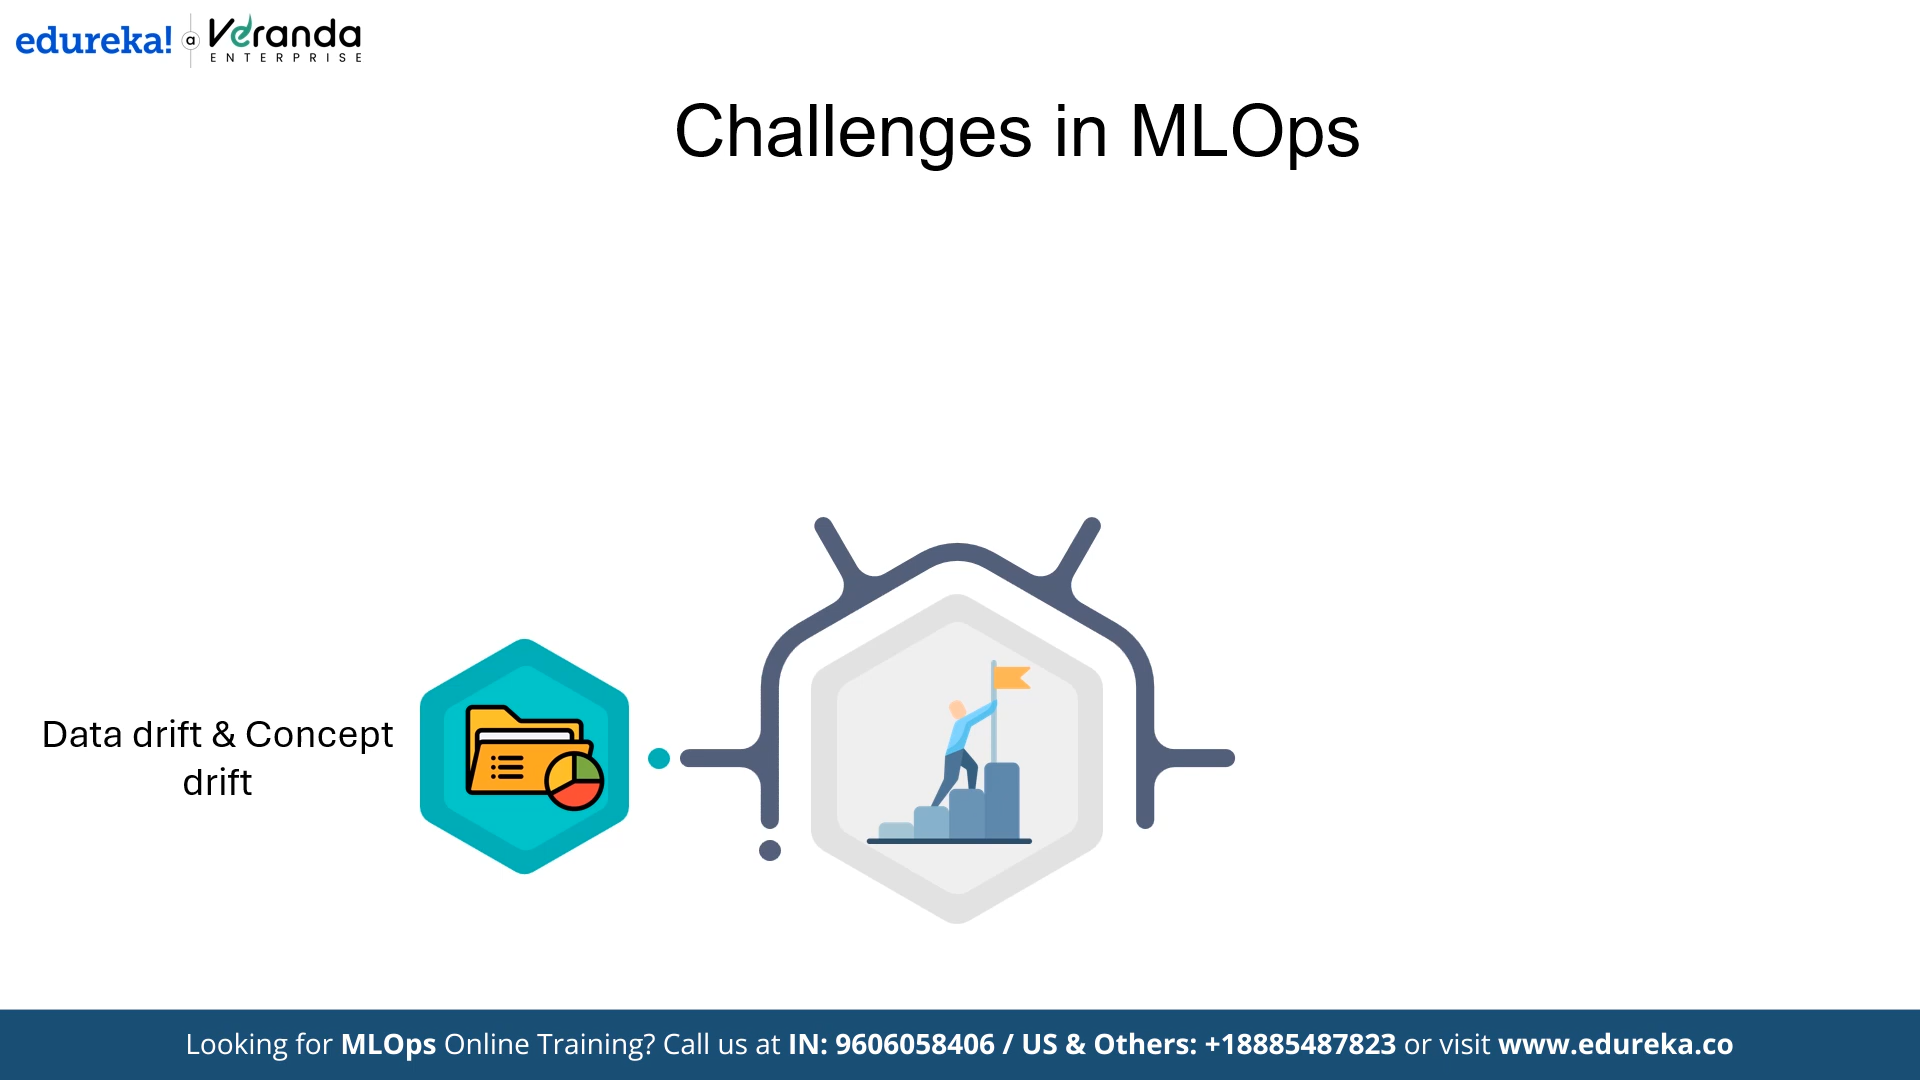 edureka! a Veranda
ENTERPRISE
Challenges in MLOps
Data drift & Concept
drift
Looking for MLOps Online Training? Call us at IN: 9606058406 / US & Others: +18885487823 or visit www.edureka.co